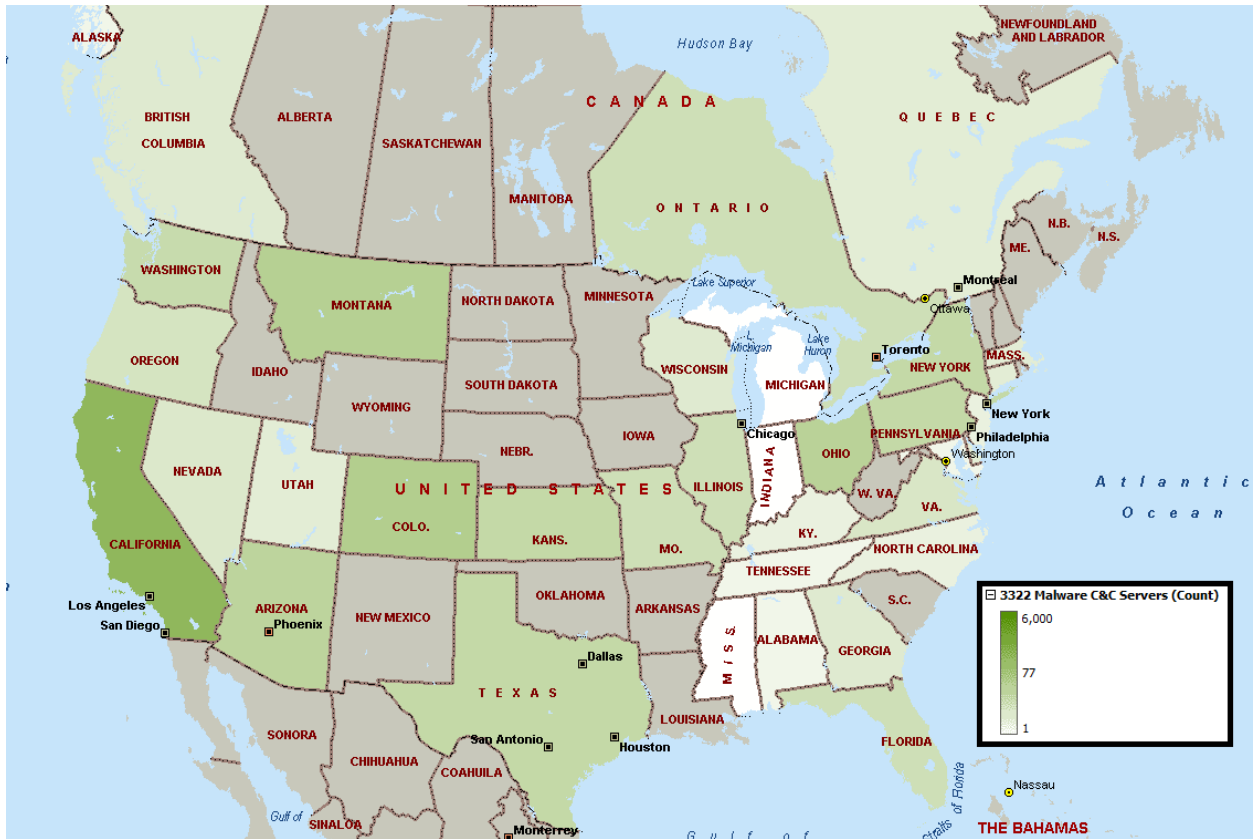 ALASKA
Hudson Bay
NEWFOUNDLAND
AND LABRADOR
C A N A D A
BRITISH
COLUMBIA
ALBERTA
SASKATCHEWAN
Q U E B E C
MANITOBA
O N T A R I O
N.B.
N.S.
ME.
WASHINGTON
MONTANA
NORTH DAKOTA
MINNESOTA
Lake Superior
Montreal
Ottawa
OREGON
IDAHO
SOUTH DAKOTA
WISCONSIN
L.
Michigan
Lake
Huron
Toronto
MASS.
NEW YORK
WYOMING
MICHIGAN
New York
IOWA
Chicago
PENNSYLVANIA
Philadelphia
NEBR.
OHIO
Washington
NEVADA
UTAH
U N I T E D S T A T E S
ILLINOIS
INDIANA
W. VA.
VA.
A t l a n t i c
O c e a n
COLO.
KANS.
MO.
KY.
CALIFORNIA
NORTH CAROLINA
TENNESSEE
Los Angeles
San Diego
ARIZONA
Phoenix
NEW MEXICO
OKLAHOMA
ARKANSAS
S.C.
MISS.
ALABAMA
GEORGIA
3322 Malware C&C Servers (Count)
6,000
77
1
Dallas
T E X A S
LOUISIANA
San Antonio
Houston
FLORIDA
SONORA
CHIHUAHUA
COAHUILA
Straits of Florida
Nassau
Gulf of
SINALOA
Monterrey
G u l f o f
THE BAHAMAS